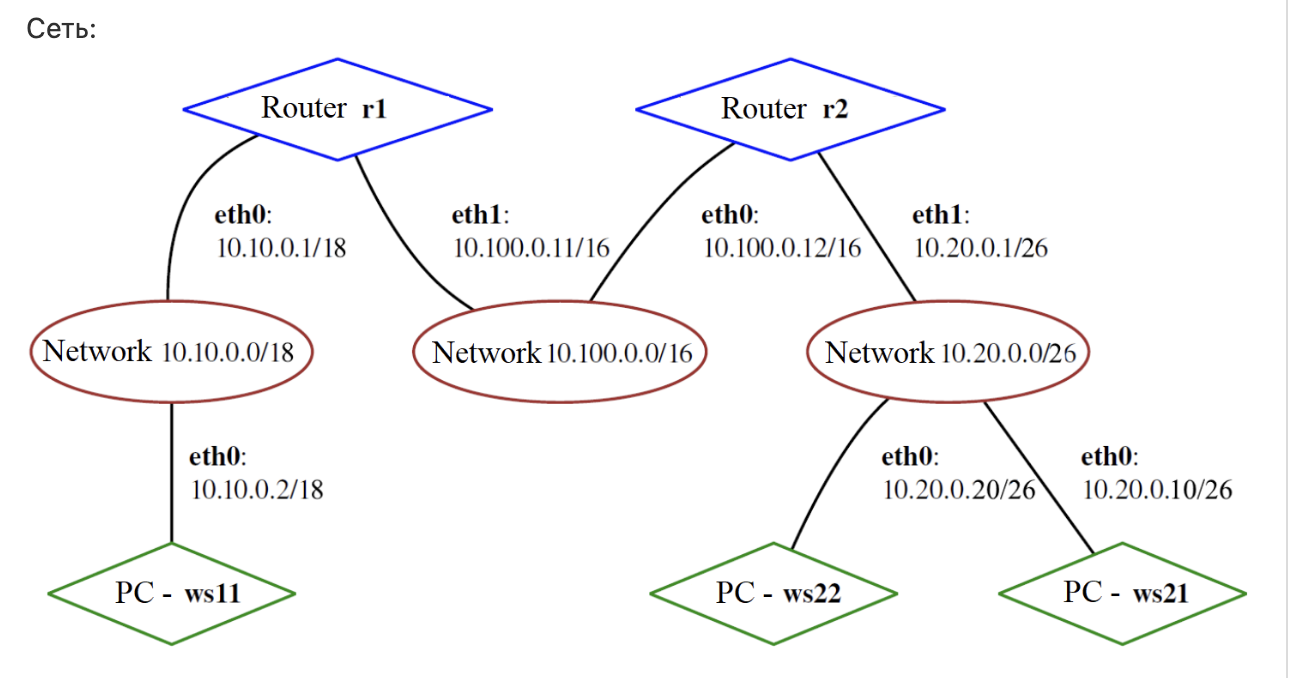 Сеть:
Router r1
Router r2
eth0:
10.10.0.1/18
eth1:
10.100.0.11/16
eth0:
10.100.0.12/16
eth1:
10.20.0.1/26
Network 10.10.0.0/18
Network 10.100.0.0/16
Network 10.20.0.0/26
eth0:
10.10.0.2/18
eth0:
10.20.0.20/26
eth0:
10.20.0.10/26
PC - ws11
PC - ws22
PC - ws21